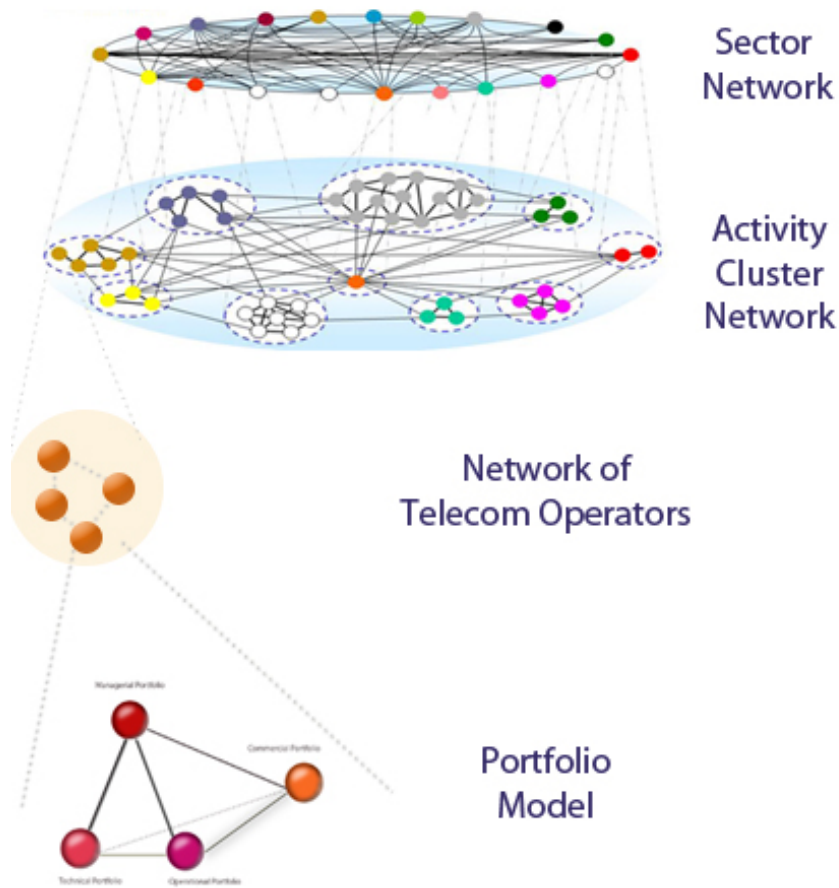 Sector
Network
Activity
Cluster
Network
Network of
Telecom Operators
Managerial Portfolio
Commercial Portfolio
Portfolio
Model
Technical Portfolio
Operational Portfolio